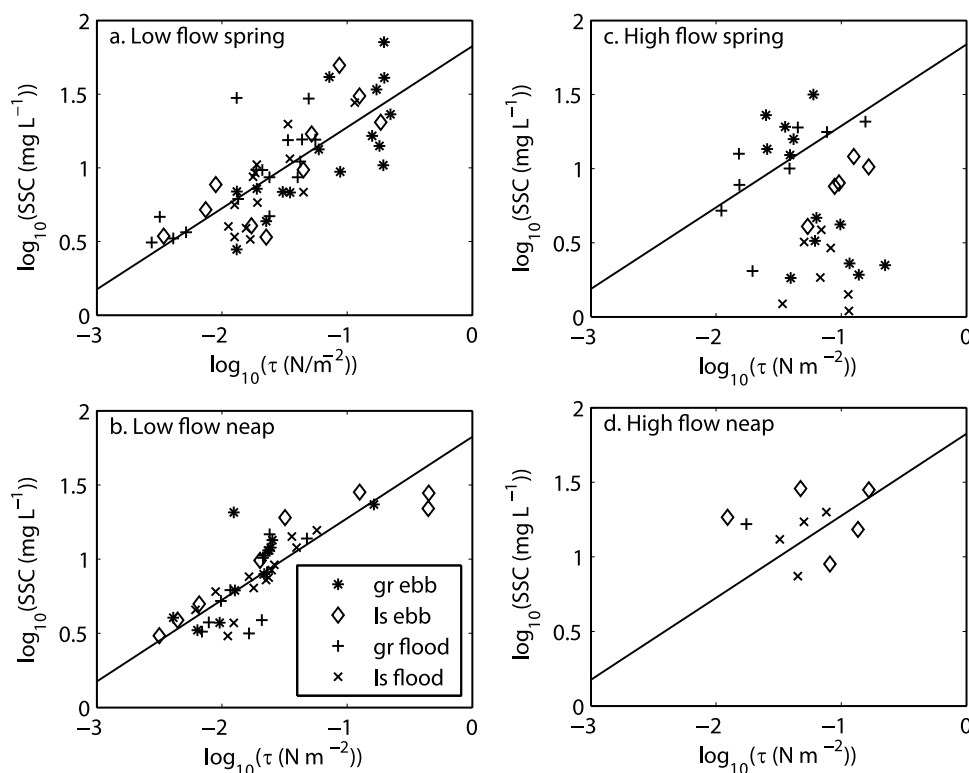 a. Low flow spring
2
1.5
1
0.5
0
log10(SSC (mg L−1))
−3
−2
−1
0
log10(τ (N/m−2))
c. High flow spring
2
1.5
1
0.5
0
log10(SSC (mg L−1))
−3
−2
−1
0
log10(τ (N m−2))
b. Low flow neap
2
1.5
1
0.5
0
log10(SSC (mg L−1))
gr ebb
ls ebb
gr flood
ls flood
−3
−2
−1
0
log10(τ (N m−2))
d. High flow neap
2
1.5
1
0.5
0
log10(SSC (mg L−1))
−3
−2
−1
0
log10(τ (N m−2))